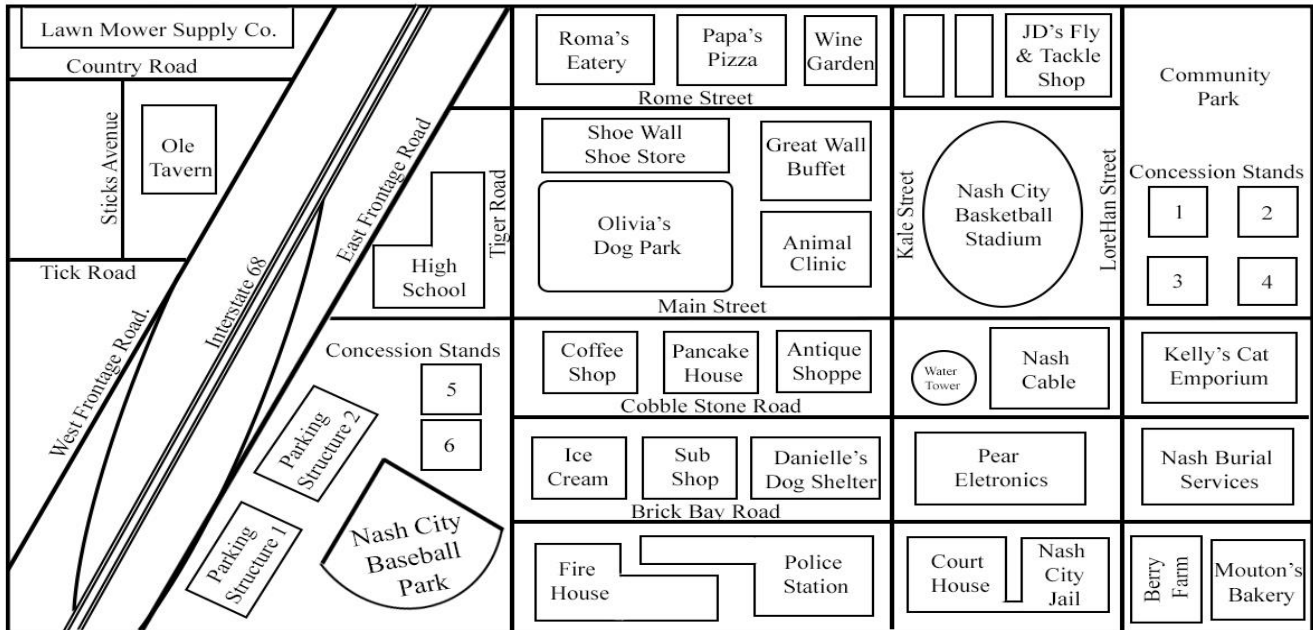 Lawn Mower Supply Co.
Country Road
Sticks Avenue
Ole
Tavern
Tick Road
West Frontage Road.
Interstate 68
East Frontage Road
High
School
Tiger Road
Concession Stands
5
6
Parking
Structure 2
Parking
Structure 1
Nash City
Baseball
Park
Roma's
Eatery
Papa's
Pizza
Wine
Garden
Rome Street
Shoe Wall
Shoe Store
Great Wall
Buffet
Olivia's
Dog Park
Animal
Clinic
Main Street
Coffee
Shop
Pancake
House
Antique
Shoppe
Cobble Stone Road
Ice
Cream
Sub
Shop
Danielle's
Dog Shelter
Brick Bay Road
Fire
House
Police
Station
Kale Street
JD's Fly
& Tackle
Shop
Nash City
Basketball
Stadium
LoreHan Street
Water
Tower
Nash
Cable
Pear
Eletronics
Court
House
Nash
City
Jail
Community
Park
Concession Stands
1
2
3
4
Kelly's Cat
Emporium
Nash Burial
Services
Berry
Farm
Mouton's
Bakery